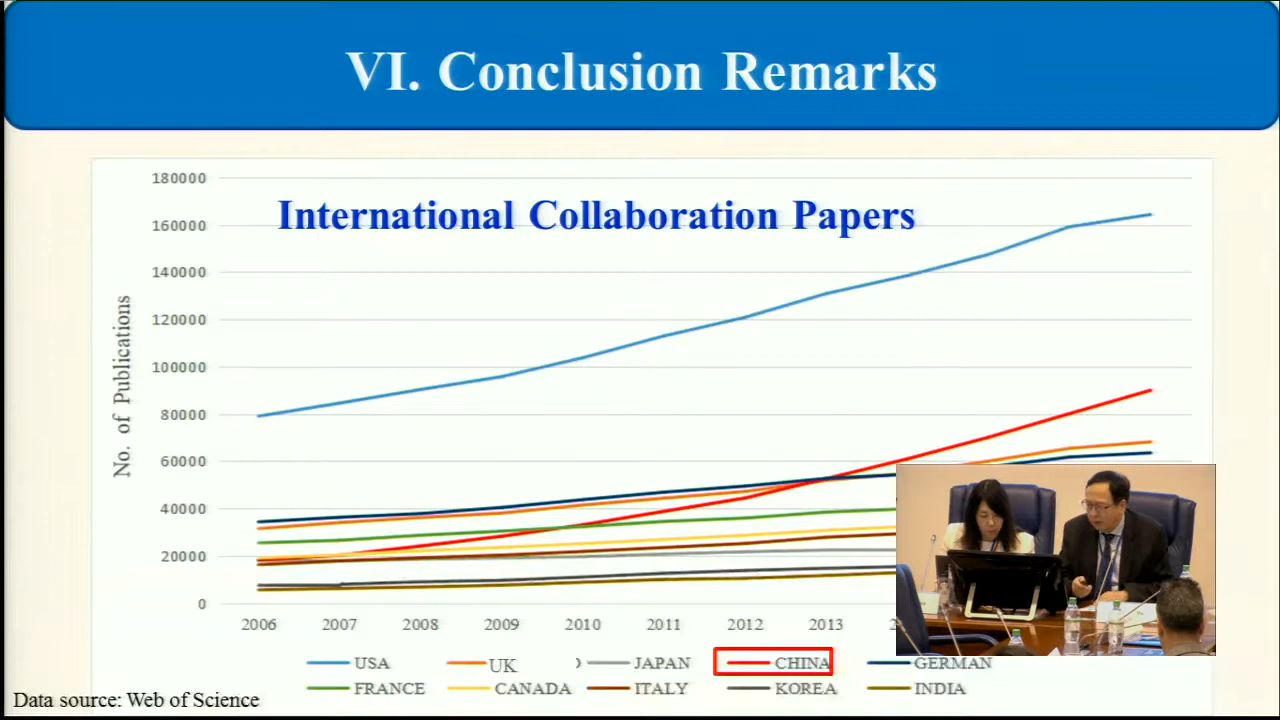 VI. Conclusion Remarks
International Collaboration Papers
No. of Publications
180000
160000
140000
120000
100000
80000
60000
40000
20000
0
2006 2007 2008 2009 2010 2011 2012 2013
USA UK JAPAN CHINA GERMAN
FRANCE CANADA ITALY KOREA INDIA
Data source: Web of Science